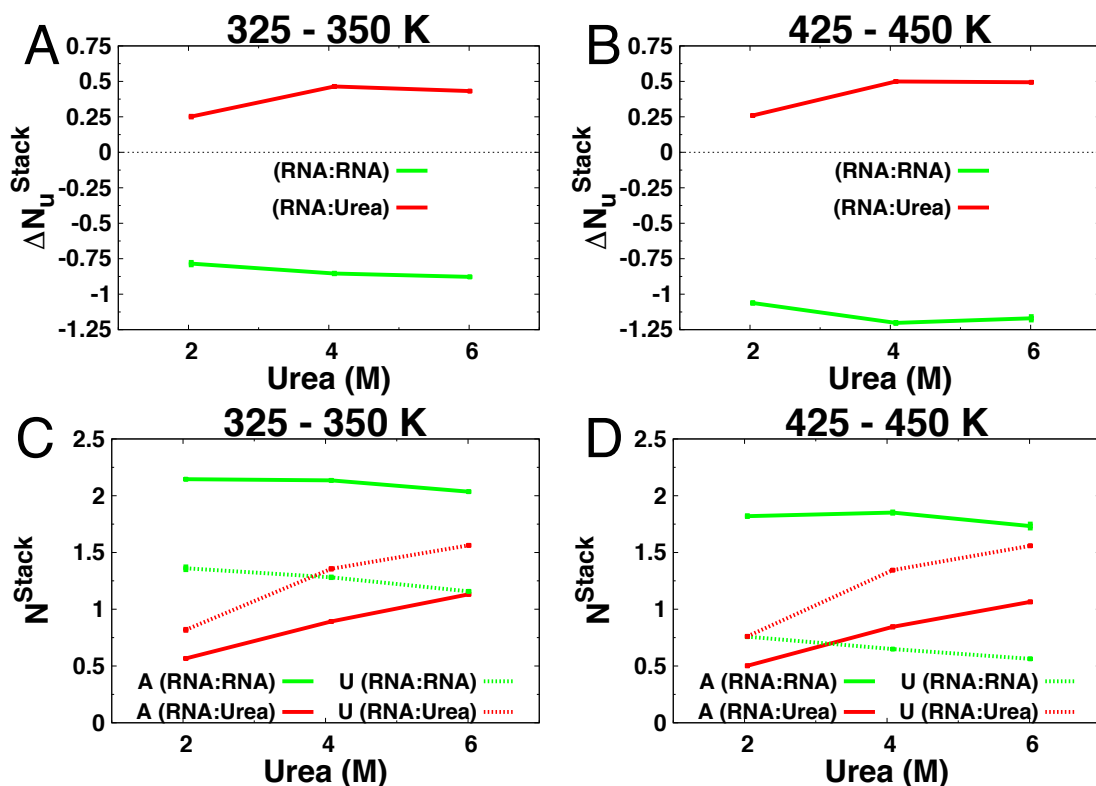 A
325 - 350 K
0.75
0.5
0.25
0
-0.25
-0.5
-0.75
-1
-1.25
ΔN_u^Stack
(RNA:RNA)
(RNA:Urea)
2
4
6
Urea (M)
B
425 - 450 K
0.75
0.5
0.25
0
-0.25
-0.5
-0.75
-1
-1.25
ΔN_u^Stack
(RNA:RNA)
(RNA:Urea)
2
4
6
Urea (M)
C
325 - 350 K
2.5
2
1.5
1
0.5
0
N^Stack
A (RNA:RNA)
U (RNA:RNA)
A (RNA:Urea)
U (RNA:Urea)
2
4
6
Urea (M)
D
425 - 450 K
2.5
2
1.5
1
0.5
0
N^Stack
A (RNA:RNA)
U (RNA:RNA)
A (RNA:Urea)
U (RNA:Urea)
2
4
6
Urea (M)